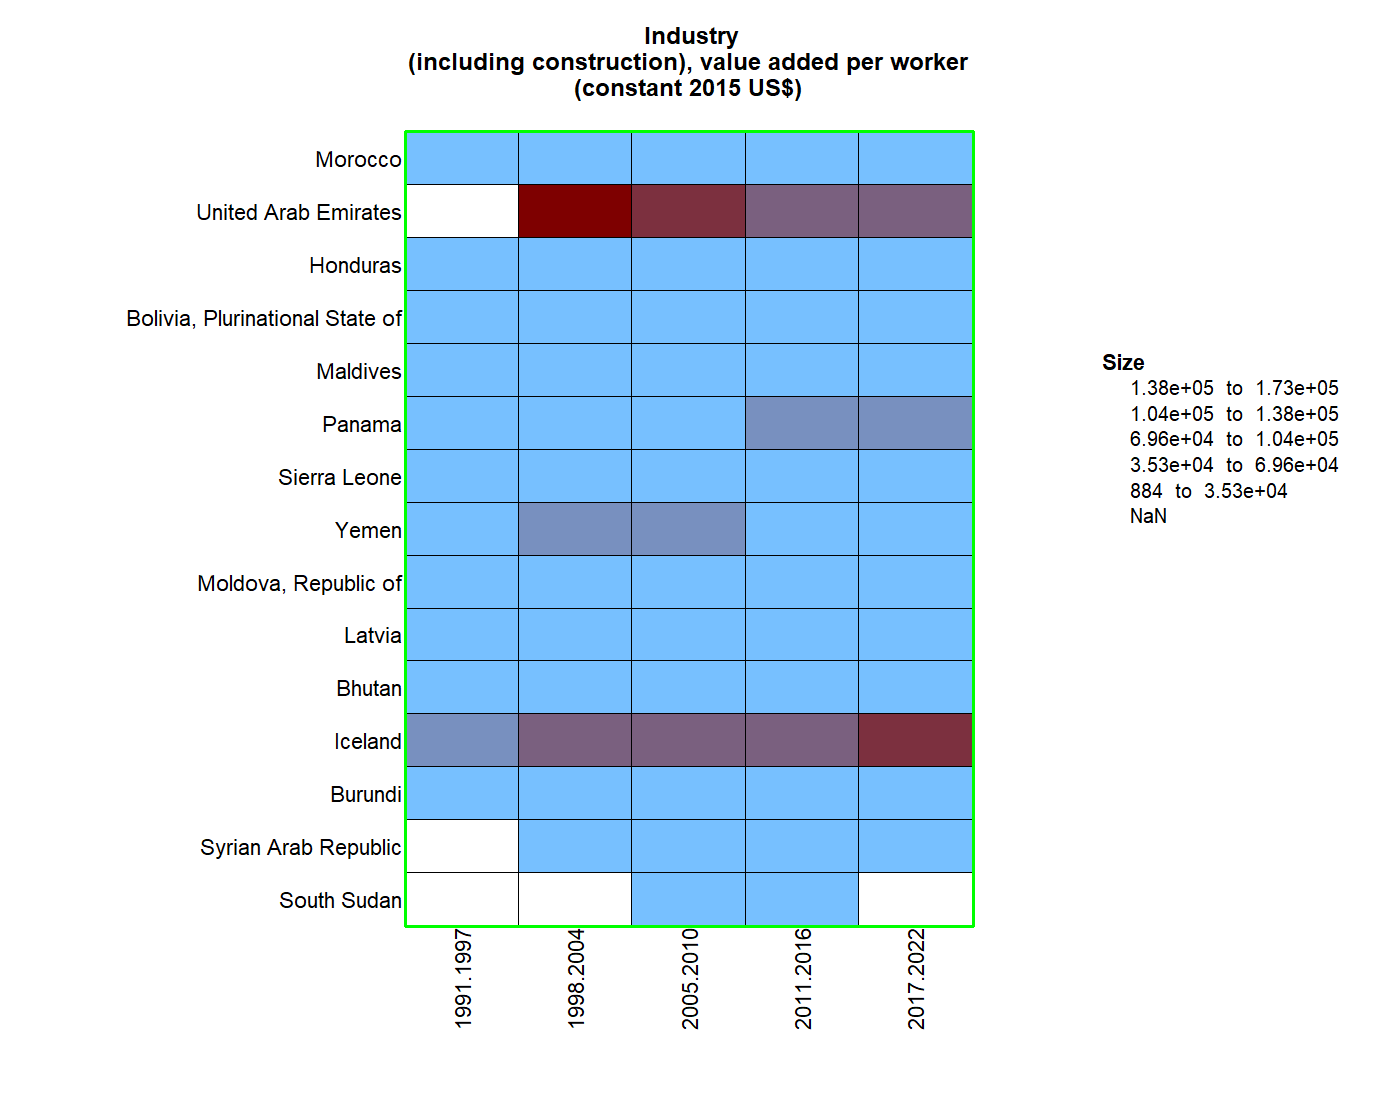 Industry
(including construction), value added per worker
(constant 2015 US$)
Morocco
United Arab Emirates
Honduras
Bolivia, Plurinational State of
Maldives
Panama
Sierra Leone
Yemen
Moldova, Republic of
Latvia
Bhutan
Iceland
Burundi
Syrian Arab Republic
South Sudan
1991.1997
1998.2004
2005.2010
2011.2016
2017.2022
Size
1.38e+05 to 1.73e+05
1.04e+05 to 1.38e+05
6.96e+04 to 1.04e+05
3.53e+04 to 6.96e+04
884 to 3.53e+04
NaN